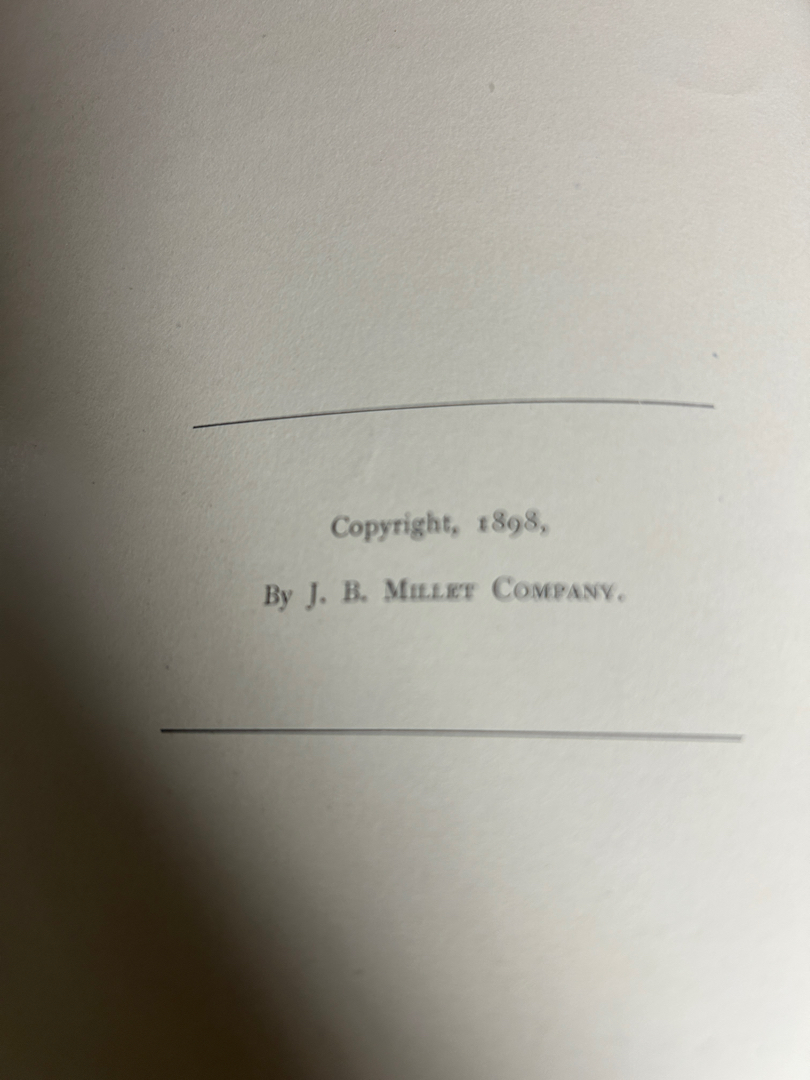 Copyright, 1898,
By J. B. Millet Company.